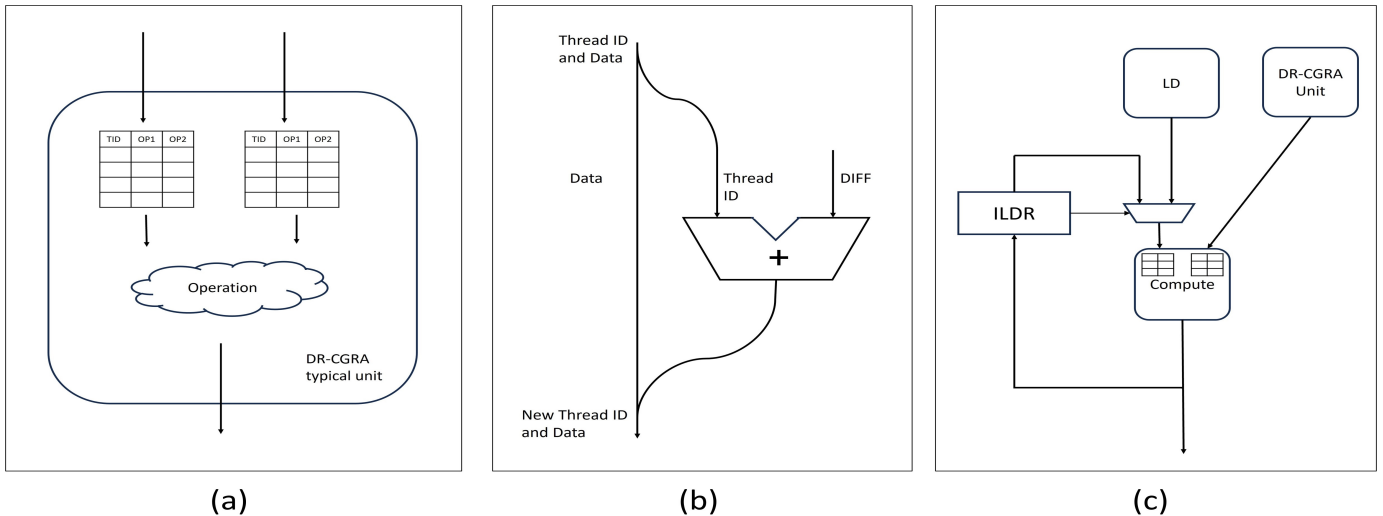 TID OP1 OP2
TID OP1 OP2
Operation
DR-CGRA
typical unit
(a)
Thread ID
and Data
Data
Thread
ID
DIFF
+
New Thread ID
and Data
(b)
LD
DR-CGRA
Unit
ILDR
Compute
(c)